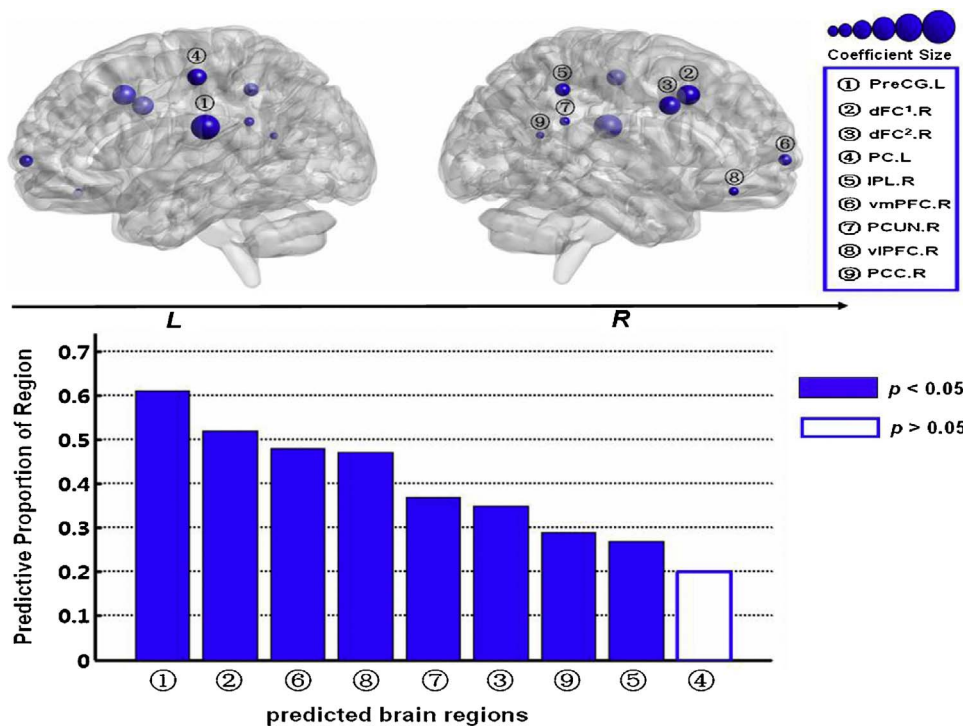 ④
①
⑤
③
②
⑦
⑨
⑥
⑧
Coefficient Size
① PreCG.L
② dFC¹.R
③ dFC².R
④ PC.L
⑤ IPL.R
⑥ vmPFC.R
⑦ PCUN.R
⑧ vlPFC.R
⑨ PCC.R
L
R
Predictive Proportion of Region
0.7
0.6
0.5
0.4
0.3
0.2
0.1
0
p < 0.05
p > 0.05
① ② ⑥ ⑧ ⑦ ③ ⑨ ⑤ ④
predicted brain regions